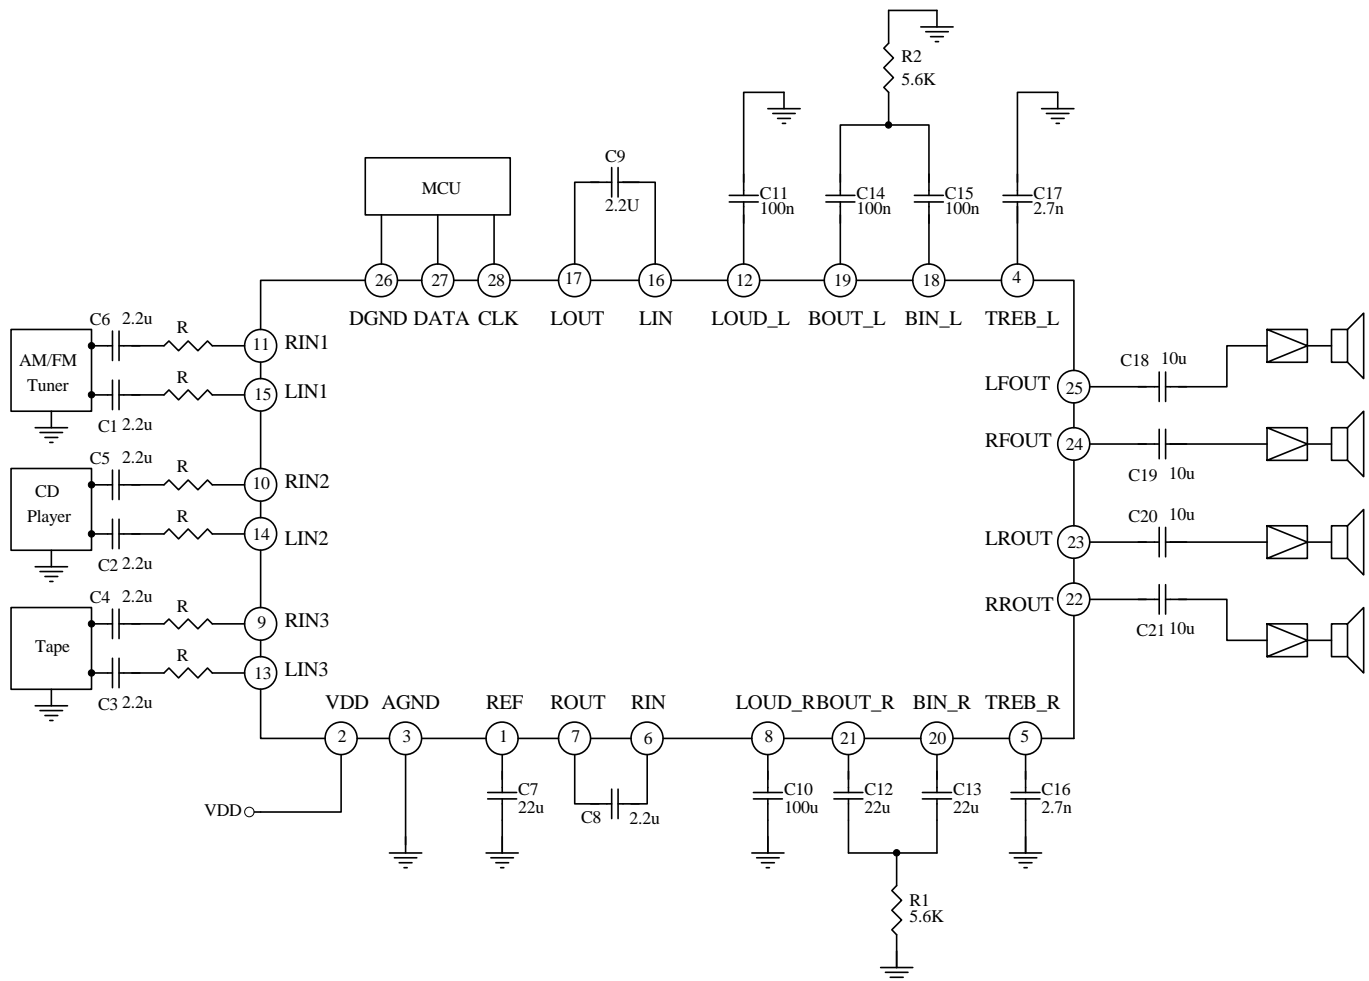 R2
5.6K
C9
2.2U
MCU
C11
100n
C14
100n
C15
100n
C17
2.7n
26
27
28
17
16
12
19
18
4
DGND DATA CLK LOUT LIN LOUD_L BOUT_L BIN_L TREB_L
AM/FM
Tuner
C6 2.2u R
11 RIN1
R
15 LIN1
C1 2.2u
CD
Player
C5 2.2u R
10 RIN2
R
14 LIN2
C2 2.2u
Tape
C4 2.2u R
9 RIN3
R
13 LIN3
C3 2.2u
LFOUT 25
C18 10u
RFOUT 24
C19 10u
LROUT 23
C20 10u
RROUT 22
C21 10u
VDD AGND REF ROUT RIN LOUD_R BOUT_R BIN_R TREB_R
2
3
1
7
6
8
21
20
5
VDD
C7
22u
C8 2.2u
C10
100u
C12
22u
C13
22u
C16
2.7n
R1
5.6K